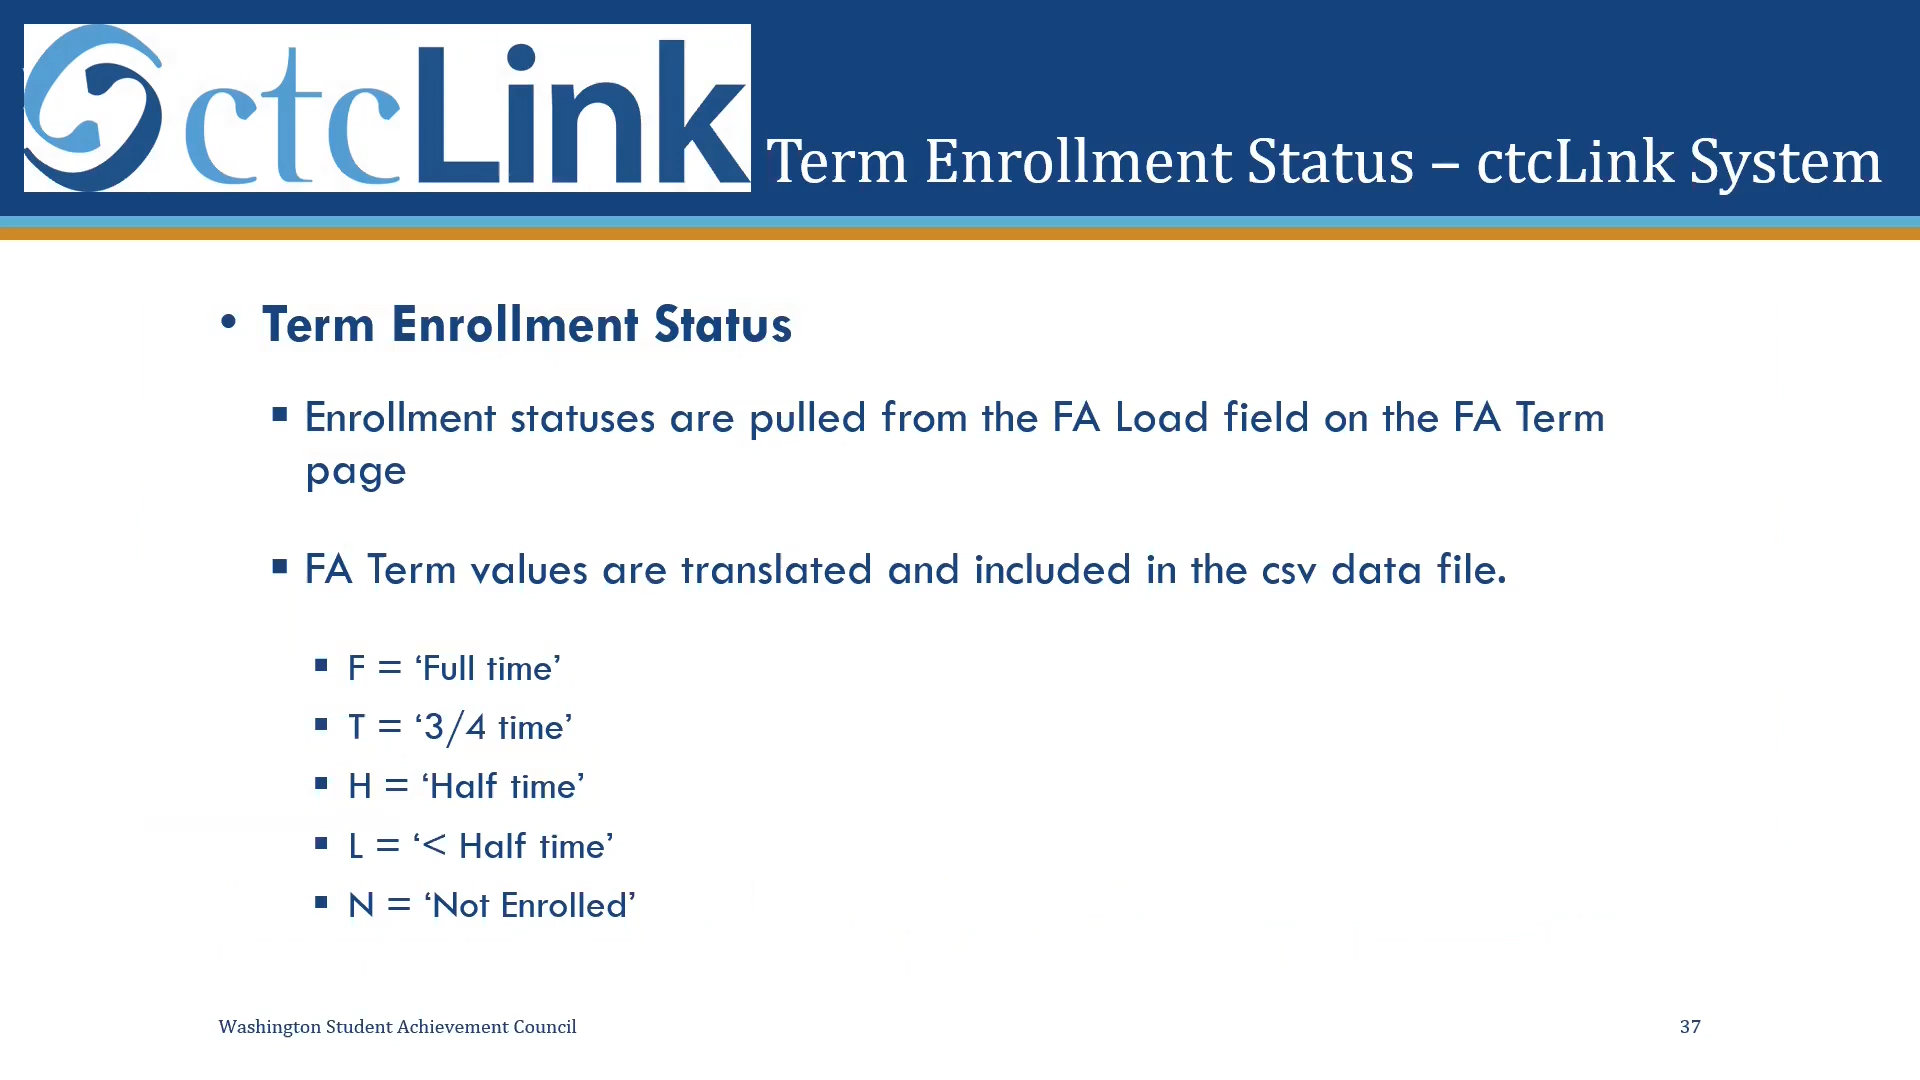 ctcLink
Term Enrollment Status – ctcLink System
• Term Enrollment Status
▪ Enrollment statuses are pulled from the FA Load field on the FA Term
page
▪ FA Term values are translated and included in the csv data file.
▪ F = ‘Full time’
▪ T = ‘3/4 time’
▪ H = ‘Half time’
▪ L = ‘< Half time’
▪ N = ‘Not Enrolled’
Washington Student Achievement Council
37